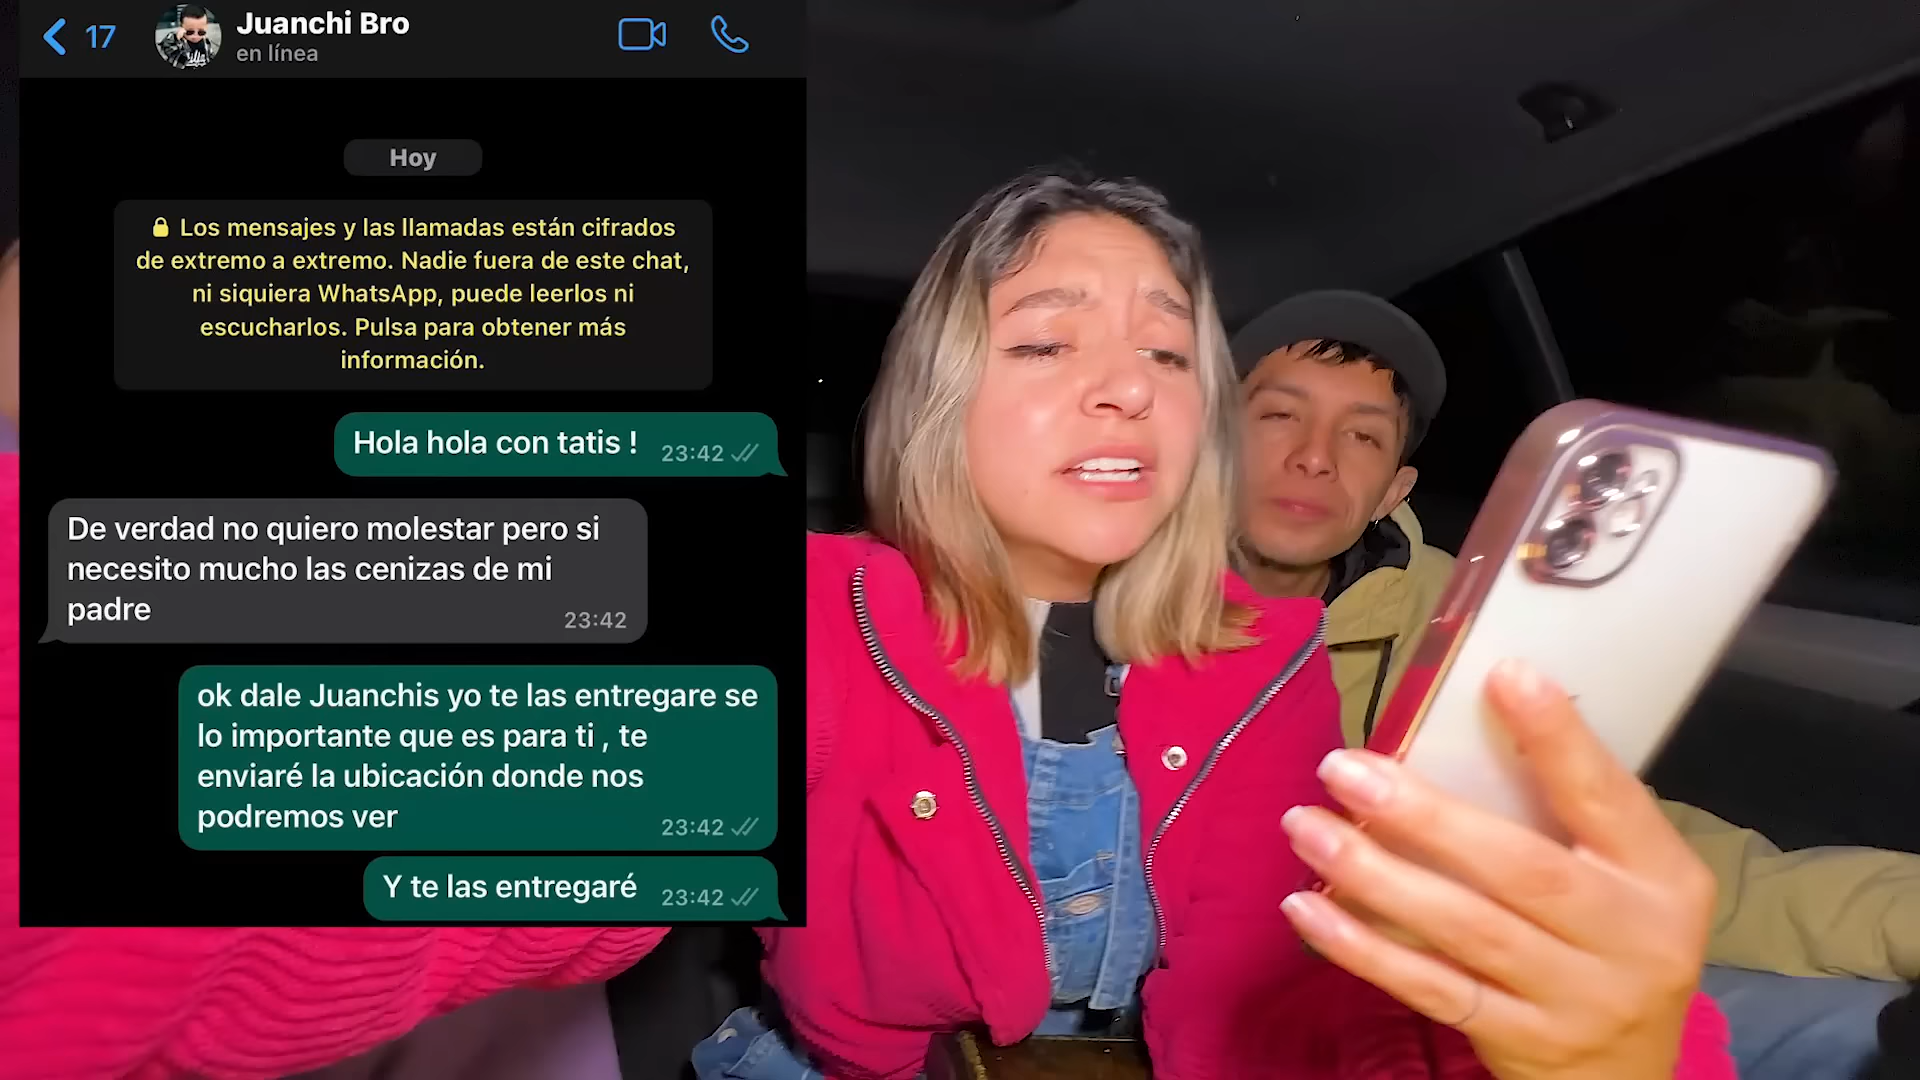 17
Juanchi Bro
en línea
Hoy
Los mensajes y las llamadas están cifrados
de extremo a extremo. Nadie fuera de este chat,
ni siquiera WhatsApp, puede leerlos ni
escucharlos. Pulsa para obtener más
información.
Hola hola con tatis ! 23:42
De verdad no quiero molestar pero si
necesito mucho las cenizas de mi
padre
23:42
ok dale Juanchis yo te las entregare se
lo importante que es para ti , te
enviaré la ubicación donde nos
podremos ver
23:42
Y te las entregaré 23:42